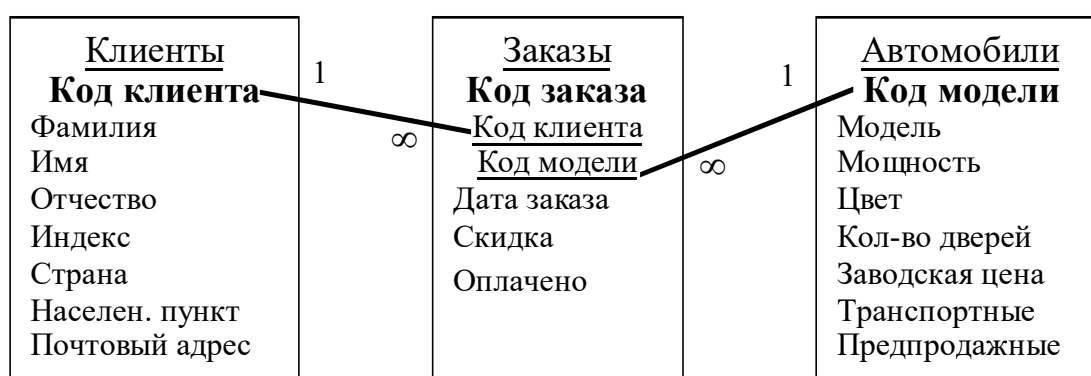 Клиенты
Код клиента
Фамилия
Имя
Отчество
Индекс
Страна
Населен. пункт
Почтовый адрес
1
∞
Заказы
Код заказа
Код клиента
Код модели
Дата заказа
Скидка
Оплачено
1
∞
Автомобили
Код модели
Модель
Мощность
Цвет
Кол-во дверей
Заводская цена
Транспортные
Предпродажные